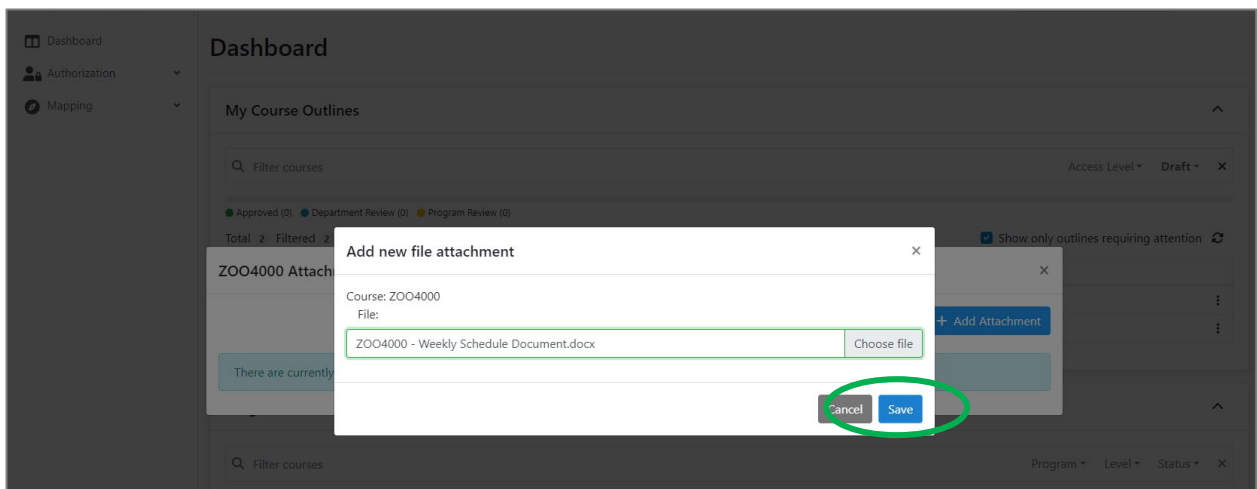 Dashboard
Dashboard
Authorization
Mapping
My Course Outlines
Filter courses
Access Level
Draft
Approved (0) Department Review (0) Program Review (0)
Total 2 Filtered 2
Show only outlines requiring attention
ZOO4000 Attach
+ Add Attachment
There are currently
Add new file attachment
Course: ZOO4000
File:
ZOO4000 - Weekly Schedule Document.docx
Choose file
Cancel
Save
Filter courses
Program
Level
Status